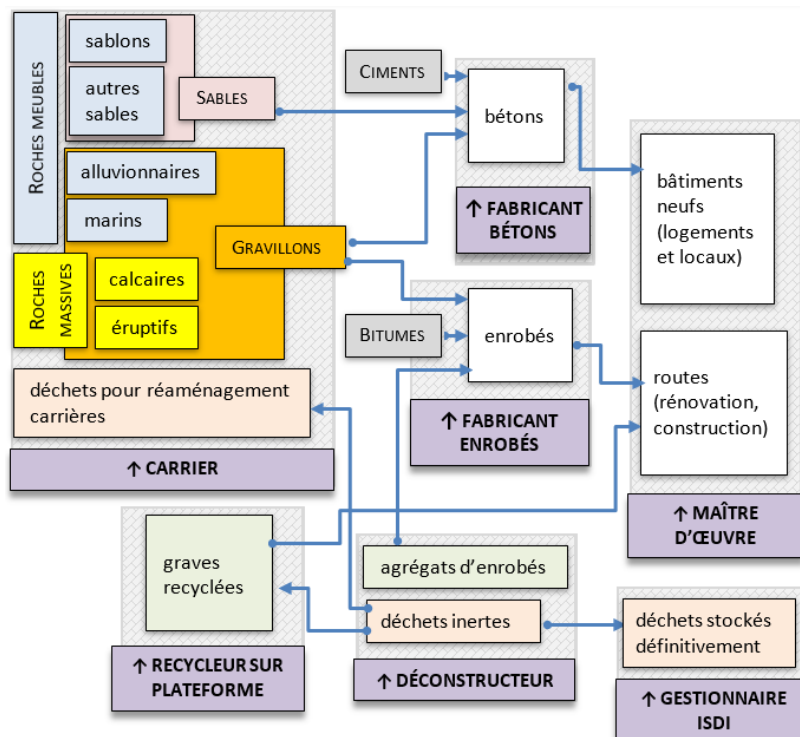 ROCHES MEUBLES
sablons
autres
sables
SABLES
alluvionnaires
marins
GRAVILLONS
ROCHES
MASSIVES
calcaires
éruptifs
déchets pour réaménagement
carrières
↑ CARRIER
CIMENTS
bétons
↑ FABRICANT
BÉTONS
BITUMES
enrobés
↑ FABRICANT
ENROBÉS
bâtiments
neufs
(logements
et locaux)
routes
(rénovation,
construction)
↑ MAÎTRE
D’ŒUVRE
graves
recyclées
↑ RECYCLEUR SUR
PLATEFORME
agrégats d’enrobés
déchets inertes
↑ DÉCONSTRUCTEUR
déchets stockés
définitivement
↑ GESTIONNAIRE
ISDI